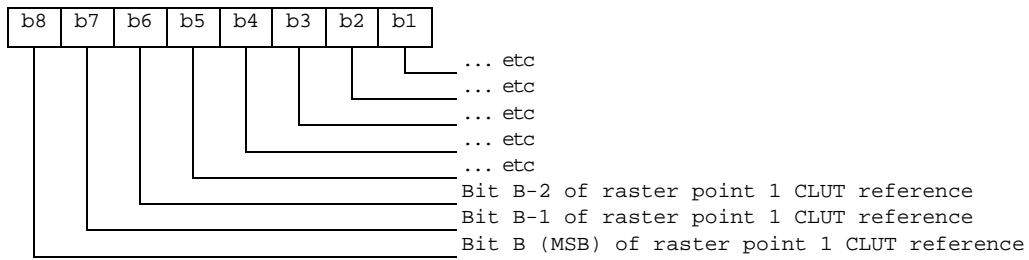 b8 b7 b6 b5 b4 b3 b2 b1
... etc
... etc
... etc
... etc
... etc
Bit B-2 of raster point 1 CLUT reference
Bit B-1 of raster point 1 CLUT reference
Bit B (MSB) of raster point 1 CLUT reference